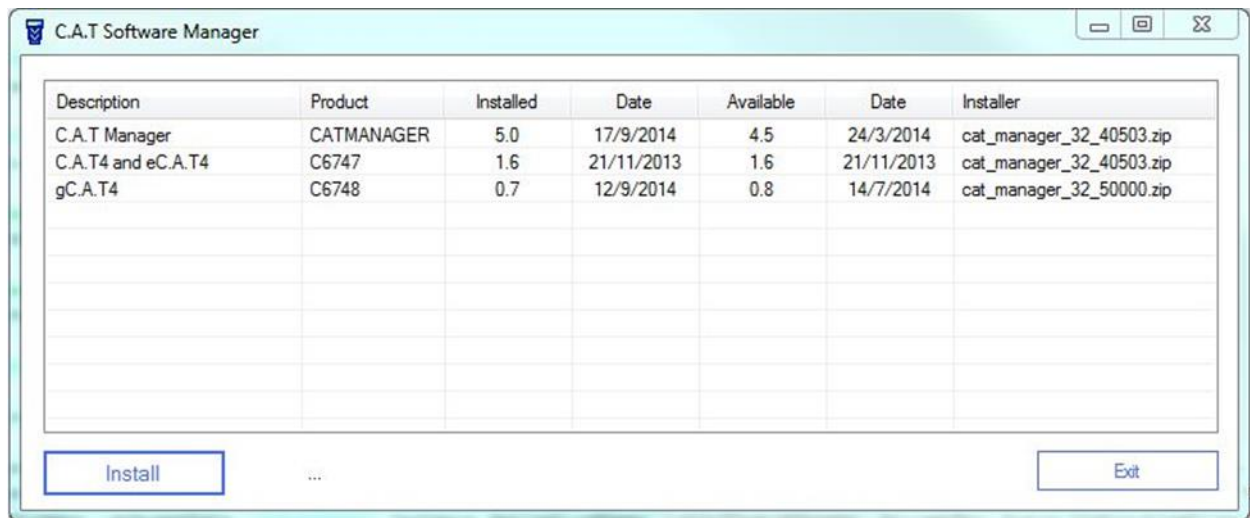 C.A.T Software Manager
Description Product Installed Date Available Date Installer
C.A.T Manager CATMANAGER 5.0 17/9/2014 4.5 24/3/2014 cat_manager_32_40503.zip
C.A.T4 and eC.A.T4 C6747 1.6 21/11/2013 1.6 21/11/2013 cat_manager_32_40503.zip
gC.A.T4 C6748 0.7 12/9/2014 0.8 14/7/2014 cat_manager_32_50000.zip
Install ... Exit